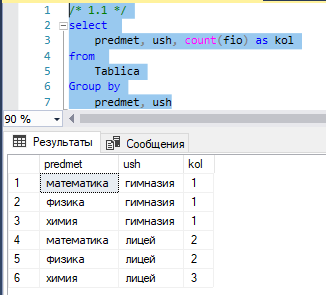 1 /* 1.1 */
2 select
3 predmet, ush, count(fio) as kol
4 from
5 Tablica
6 Group by
7 predmet, ush
90 %
Результаты Сообщения
predmet ush kol
1 математика гимназия 1
2 физика гимназия 1
3 химия гимназия 1
4 математика лицей 2
5 физика лицей 2
6 химия лицей 3